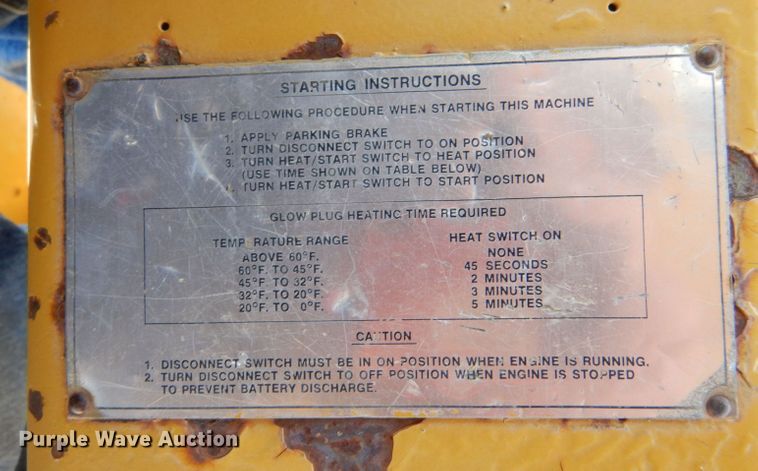 STARTING INSTRUCTIONS
USE THE FOLLOWING PROCEDURE WHEN STARTING THIS MACHINE
1. APPLY PARKING BRAKE
2. TURN DISCONNECT SWITCH TO ON POSITION
3. TURN HEAT/START SWITCH TO HEAT POSITION
(USE TIME SHOWN ON TABLE BELOW)
4. TURN HEAT/START SWITCH TO START POSITION
GLOW PLUG HEATING TIME REQUIRED
TEMPERATURE RANGE HEAT SWITCH ON
ABOVE 60°F. NONE
60°F. TO 45°F. 45 SECONDS
45°F TO 32°F. 2 MINUTES
32°F. TO 20°F. 3 MINUTES
20°F. TO 0°F. 5 MINUTES
CAUTION
1. DISCONNECT SWITCH MUST BE IN ON POSITION WHEN ENGINE IS RUNNING.
2. TURN DISCONNECT SWITCH TO OFF POSITION WHEN ENGINE IS STOPPED
TO PREVENT BATTERY DISCHARGE.
Purple Wave Auction